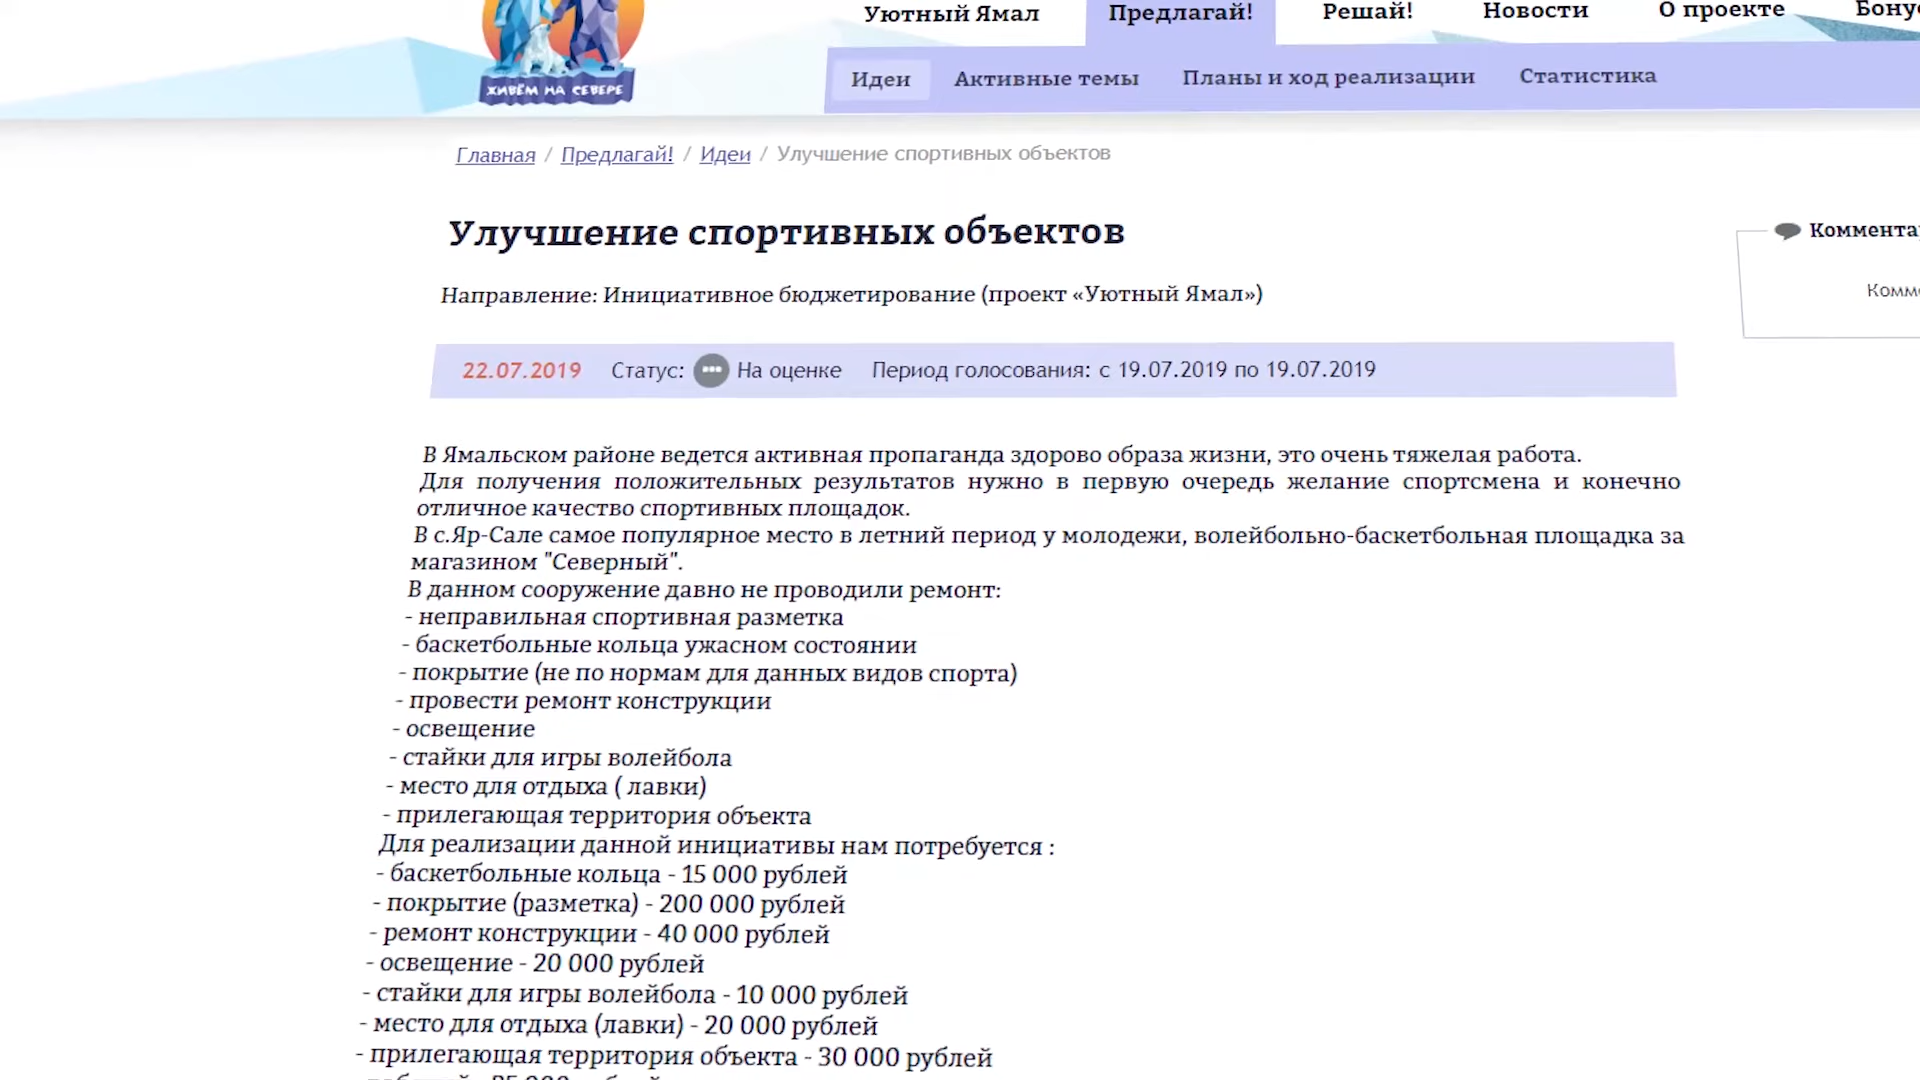 Уютный Ямал Предлагай! Решай! Новости О проекте
ЖИВЁМ НА СЕВЕРЕ
Идеи Активные темы Планы и ход реализации Статистика
Главная / Предлагай! / Идеи / Улучшение спортивных объектов
Улучшение спортивных объектов
Направление: Инициативное бюджетирование (проект «Уютный Ямал»)
22.07.2019 Статус: На оценке Период голосования: с 19.07.2019 по 19.07.2019
В Ямальском районе ведется активная пропаганда здорово образа жизни, это очень тяжелая работа.
Для получения положительных результатов нужно в первую очередь желание спортсмена и конечно
отличное качество спортивных площадок.
В с.Яр-Сале самое популярное место в летний период у молодежи, волейбольно-баскетбольная площадка за
магазином "Северный".
В данном сооружение давно не проводили ремонт:
- неправильная спортивная разметка
- баскетбольные кольца ужасном состоянии
- покрытие (не по нормам для данных видов спорта)
- провести ремонт конструкции
- освещение
- стайки для игры волейбола
- место для отдыха ( лавки)
- прилегающая территория объекта
Для реализации данной инициативы нам потребуется :
- баскетбольные кольца - 15 000 рублей
- покрытие (разметка) - 200 000 рублей
- ремонт конструкции - 40 000 рублей
- освещение - 20 000 рублей
- стайки для игры волейбола - 10 000 рублей
- место для отдыха (лавки) - 20 000 рублей
- прилегающая территория объекта - 30 000 рублей